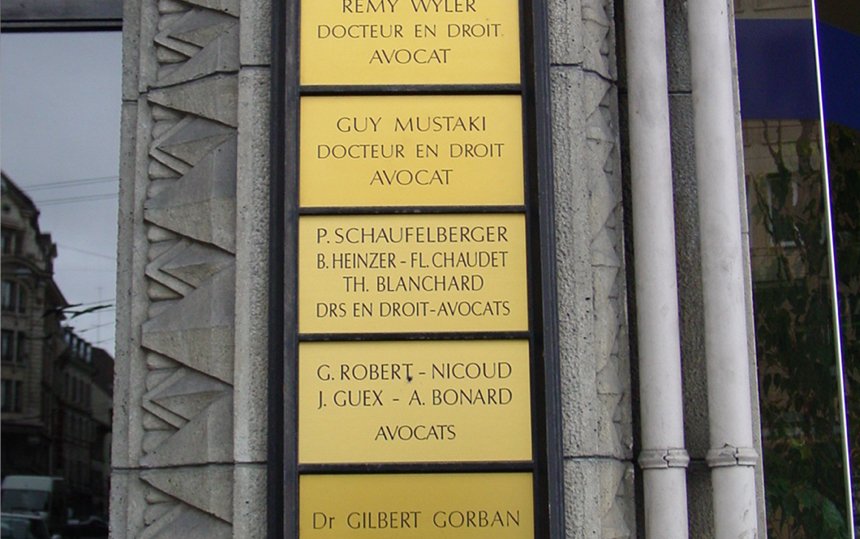 REMY WYLER
DOCTEUR EN DROIT
AVOCAT
GUY MUSTAKI
DOCTEUR EN DROIT
AVOCAT
P. SCHAUFELBERGER
B. HEINZER - FL. CHAUDET
TH. BLANCHARD
DRS EN DROIT-AVOCATS
G. ROBERT - NICOUD
J. GUEX - A. BONARD
AVOCATS
Dr GILBERT GORBAN